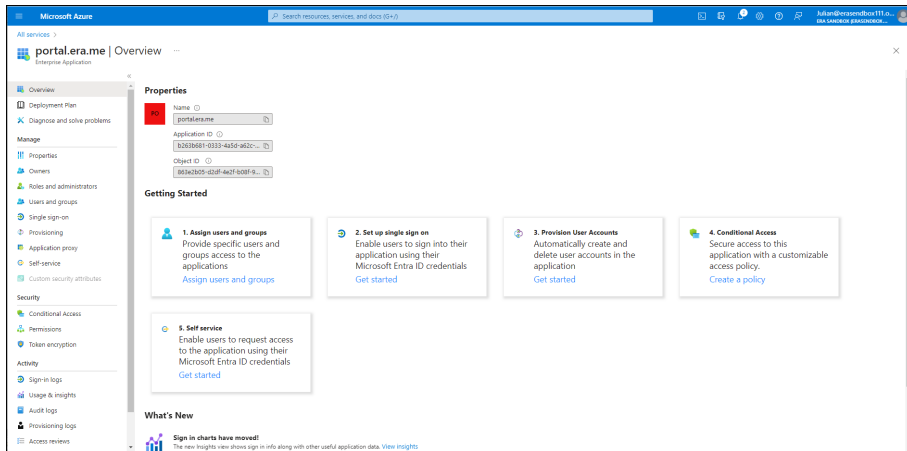 Microsoft Azure
Search resources, services, and docs (G+/)
Julian@erasendbox111.o...
ERA SANDBOX (ERASENDBOX...
All services >
portal.era.me | Overview ...
Enterprise Application
Overview
Deployment Plan
Diagnose and solve problems
Manage
Properties
Owners
Roles and administrators
Users and groups
Single sign-on
Provisioning
Application proxy
Self-service
Custom security attributes
Security
Conditional Access
Permissions
Token encryption
Activity
Sign-in logs
Usage & insights
Audit logs
Provisioning logs
Access reviews
Properties
PO
Name
portal.era.me
Application ID
b263b681-0333-4a5d-a62c-...
Object ID
863e2b05-d2df-4e2f-b08f-9...
Getting Started
1. Assign users and groups
Provide specific users and
groups access to the
applications
Assign users and groups
2. Set up single sign on
Enable users to sign into their
application using their
Microsoft Entra ID credentials
Get started
3. Provision User Accounts
Automatically create and
delete user accounts in the
application
Get started
4. Conditional Access
Secure access to this
application with a customizable
access policy.
Create a policy
5. Self service
Enable users to request access
to the application using their
Microsoft Entra ID credentials
Get started
What's New
Sign in charts have moved!
The new Insights view shows sign in info along with other useful application data. View Insights